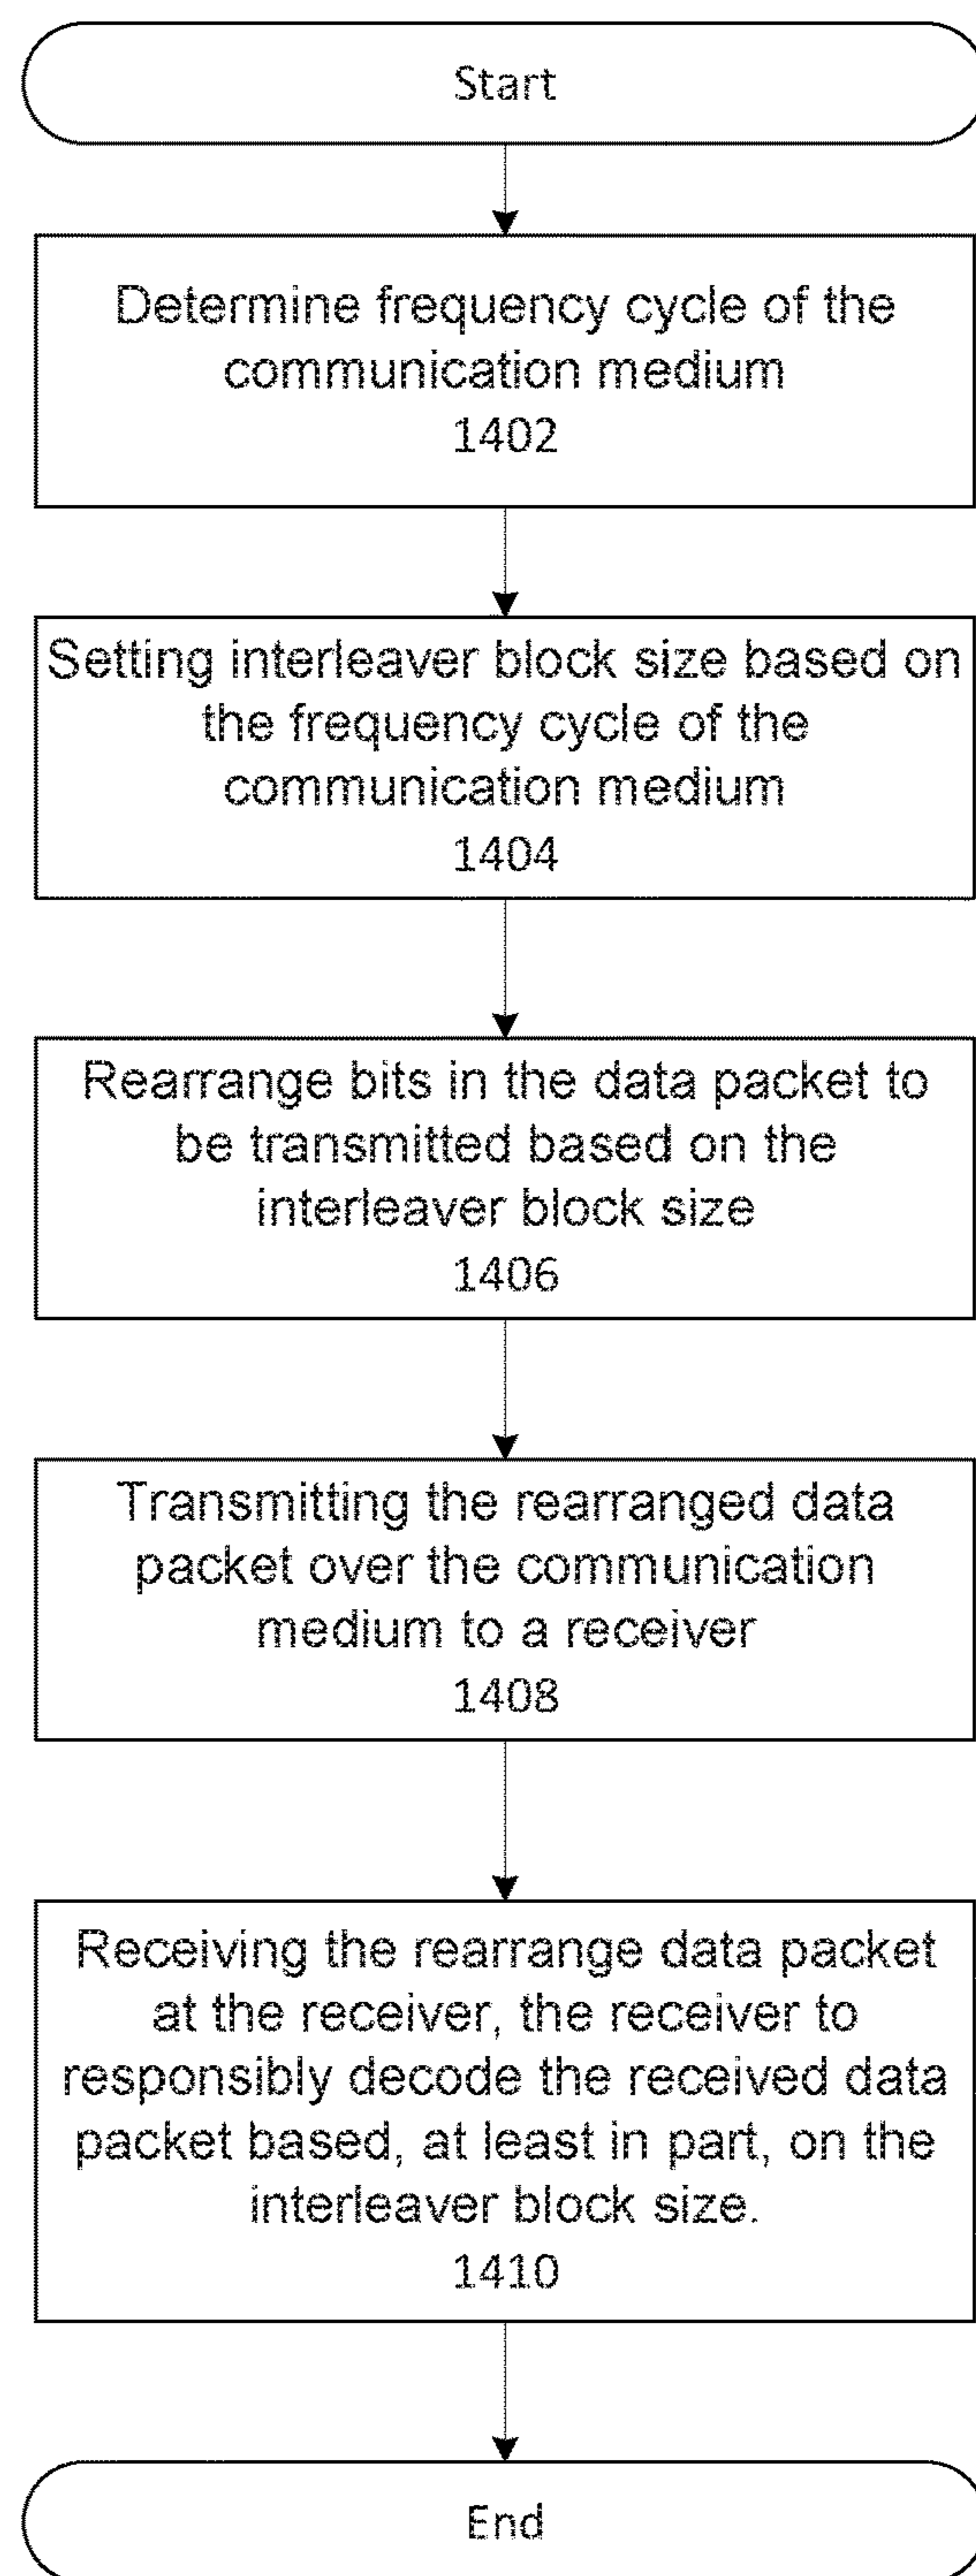 Start
Determine frequency cycle of the
communication medium
1402
Setting interleaver block size based on
the frequency cycle of the
communication medium
1404
Rearrange bits in the data packet to
be transmitted based on the
interleaver block size
1406
Transmitting the rearranged data
packet over the communication
medium to a receiver
1408
Receiving the rearrange data packet
at the receiver, the receiver to
responsibly decode the received data
packet based, at least in part, on the
interleaver block size.
1410
End